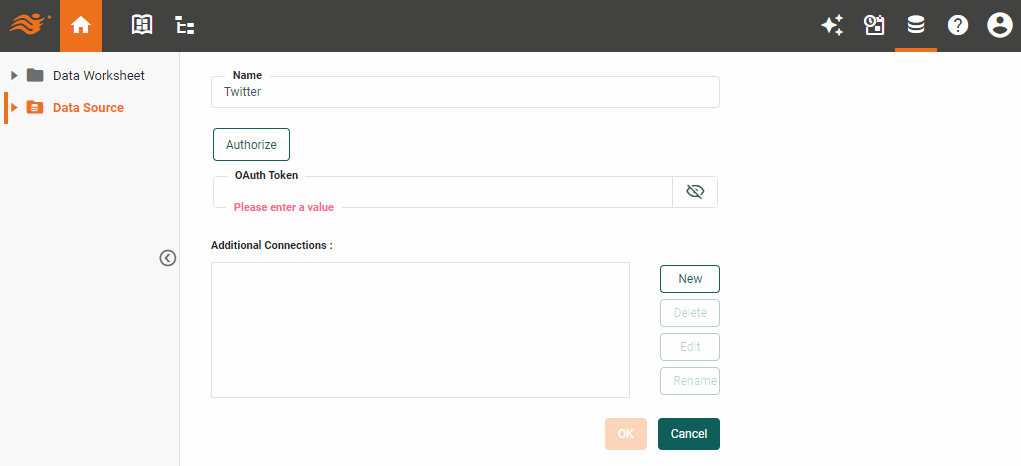 Data Worksheet
Data Source
Name
Twitter
Authorize
OAuth Token
Please enter a value
Additional Connections :
New
Delete
Edit
Rename
OK
Cancel